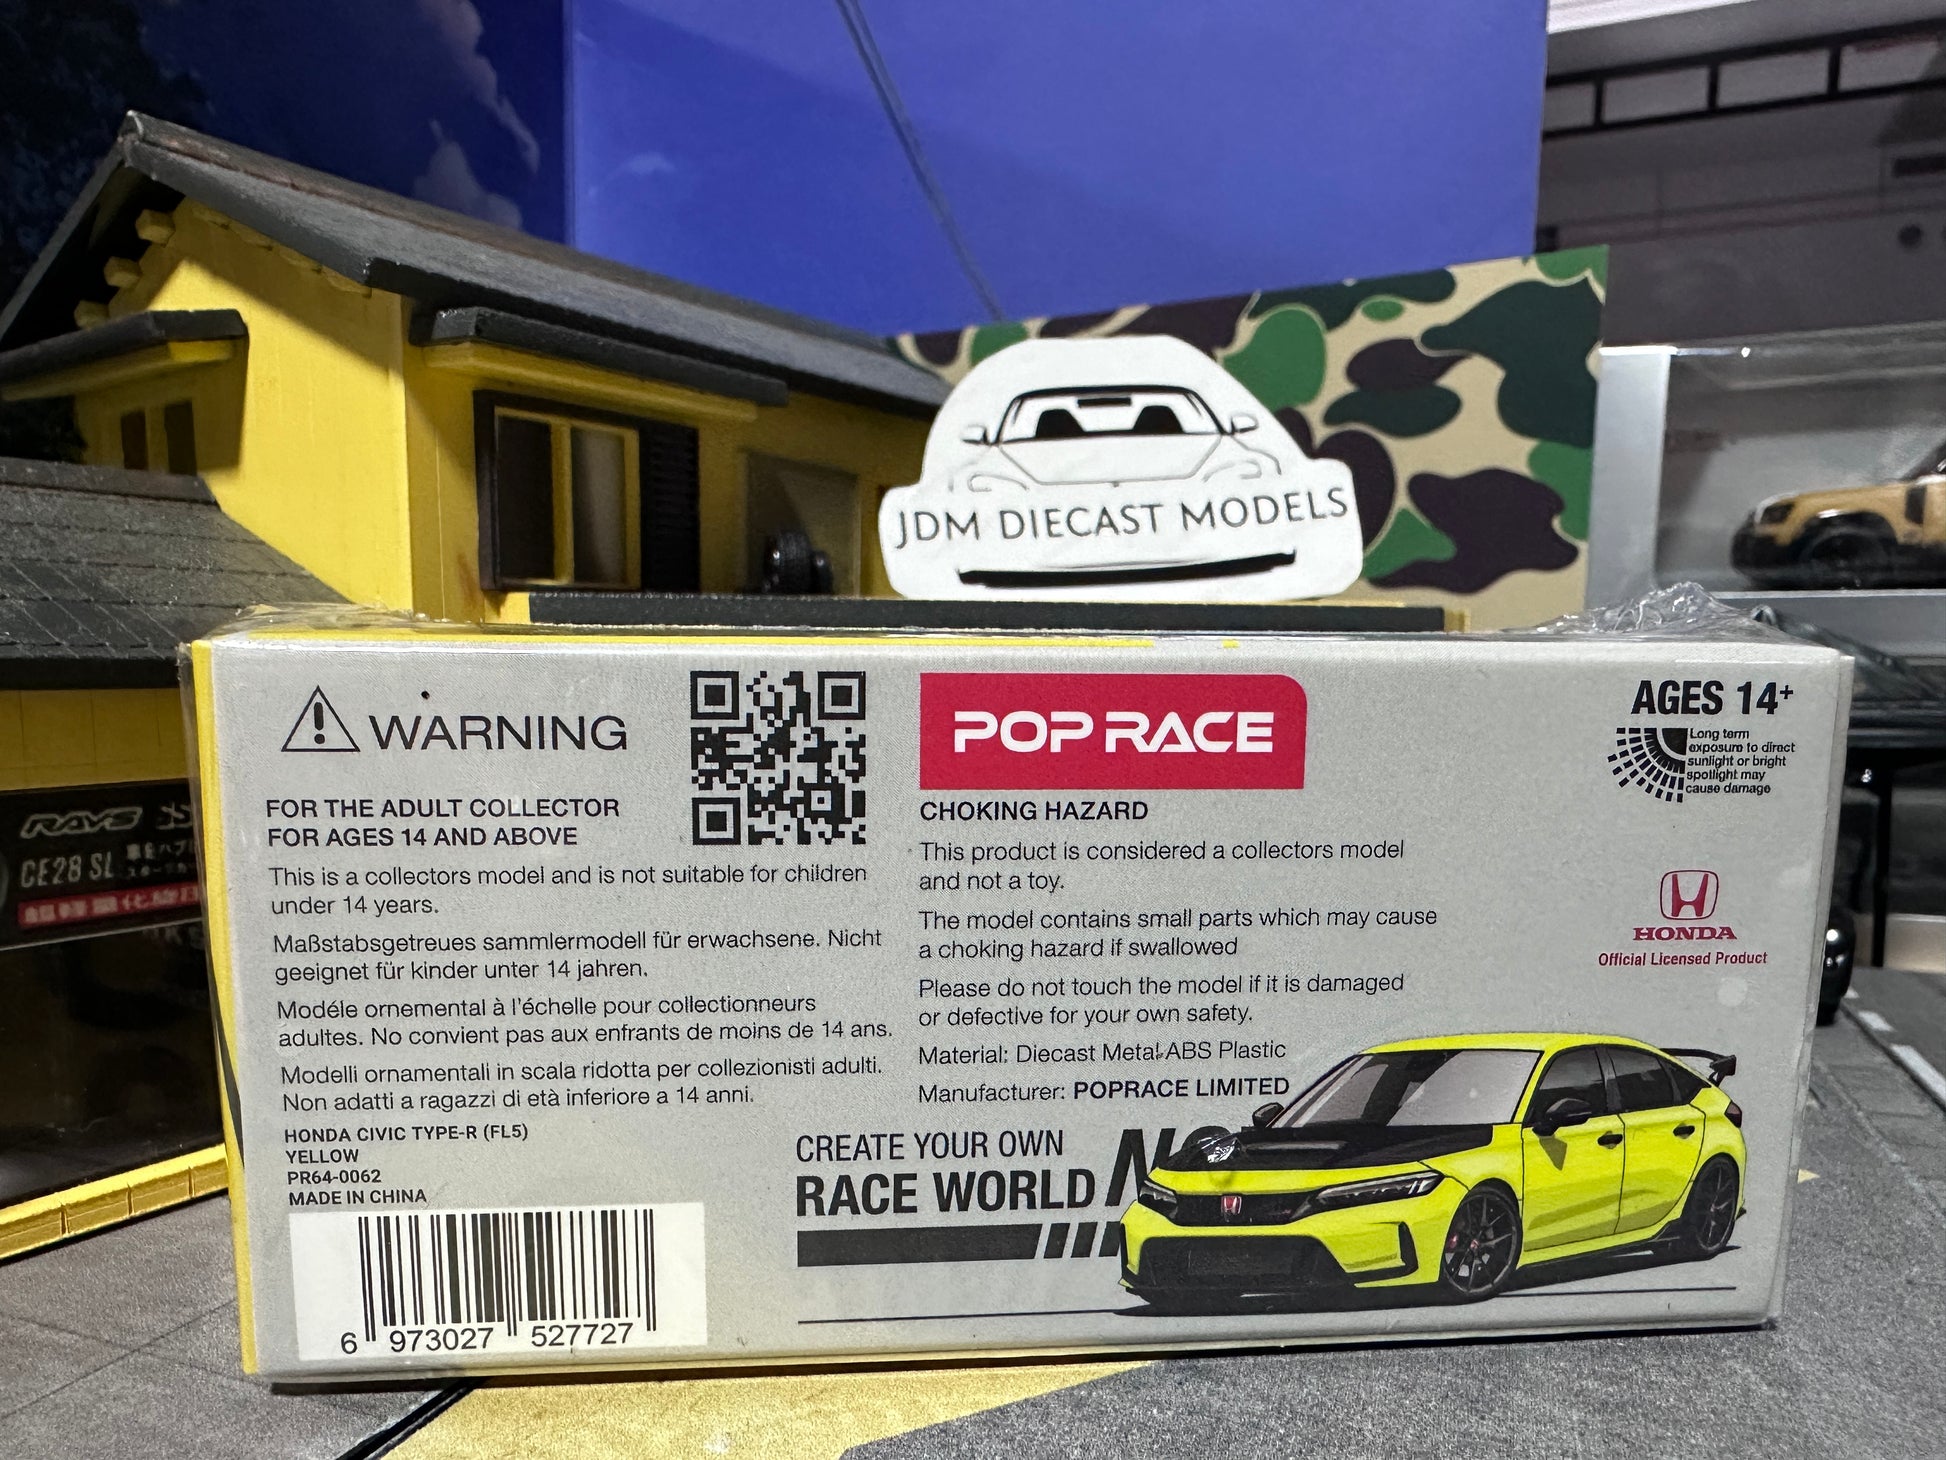 JDM DIECAST MODELS
RAYS
CE28 SL
WARNING
FOR THE ADULT COLLECTOR
FOR AGES 14 AND ABOVE
This is a collectors model and is not suitable for children
under 14 years.
Maßstabsgetreues sammlermodell für erwachsene. Nicht
geeignet für kinder unter 14 jahren.
Modéle ornemental à l'échelle pour collectionneurs
adultes. No convient pas aux enfrants de moins de 14 ans.
Modelli ornamentali in scala ridotta per collezionisti adulti.
Non adatti a ragazzi di età inferiore a 14 anni.
HONDA CIVIC TYPE-R (FL5)
YELLOW
PR64-0062
MADE IN CHINA
6 973027 527727
POP RACE
CHOKING HAZARD
This product is considered a collectors model
and not a toy.
The model contains small parts which may cause
a choking hazard if swallowed
Please do not touch the model if it is damaged
or defective for your own safety.
Material: Diecast Metal ABS Plastic
Manufacturer: POPRACE LIMITED
CREATE YOUR OWN
RACE WORLD
AGES 14+
Long term
exposure to direct
sunlight or bright
spotlight may
cause damage
HONDA
Official Licensed Product